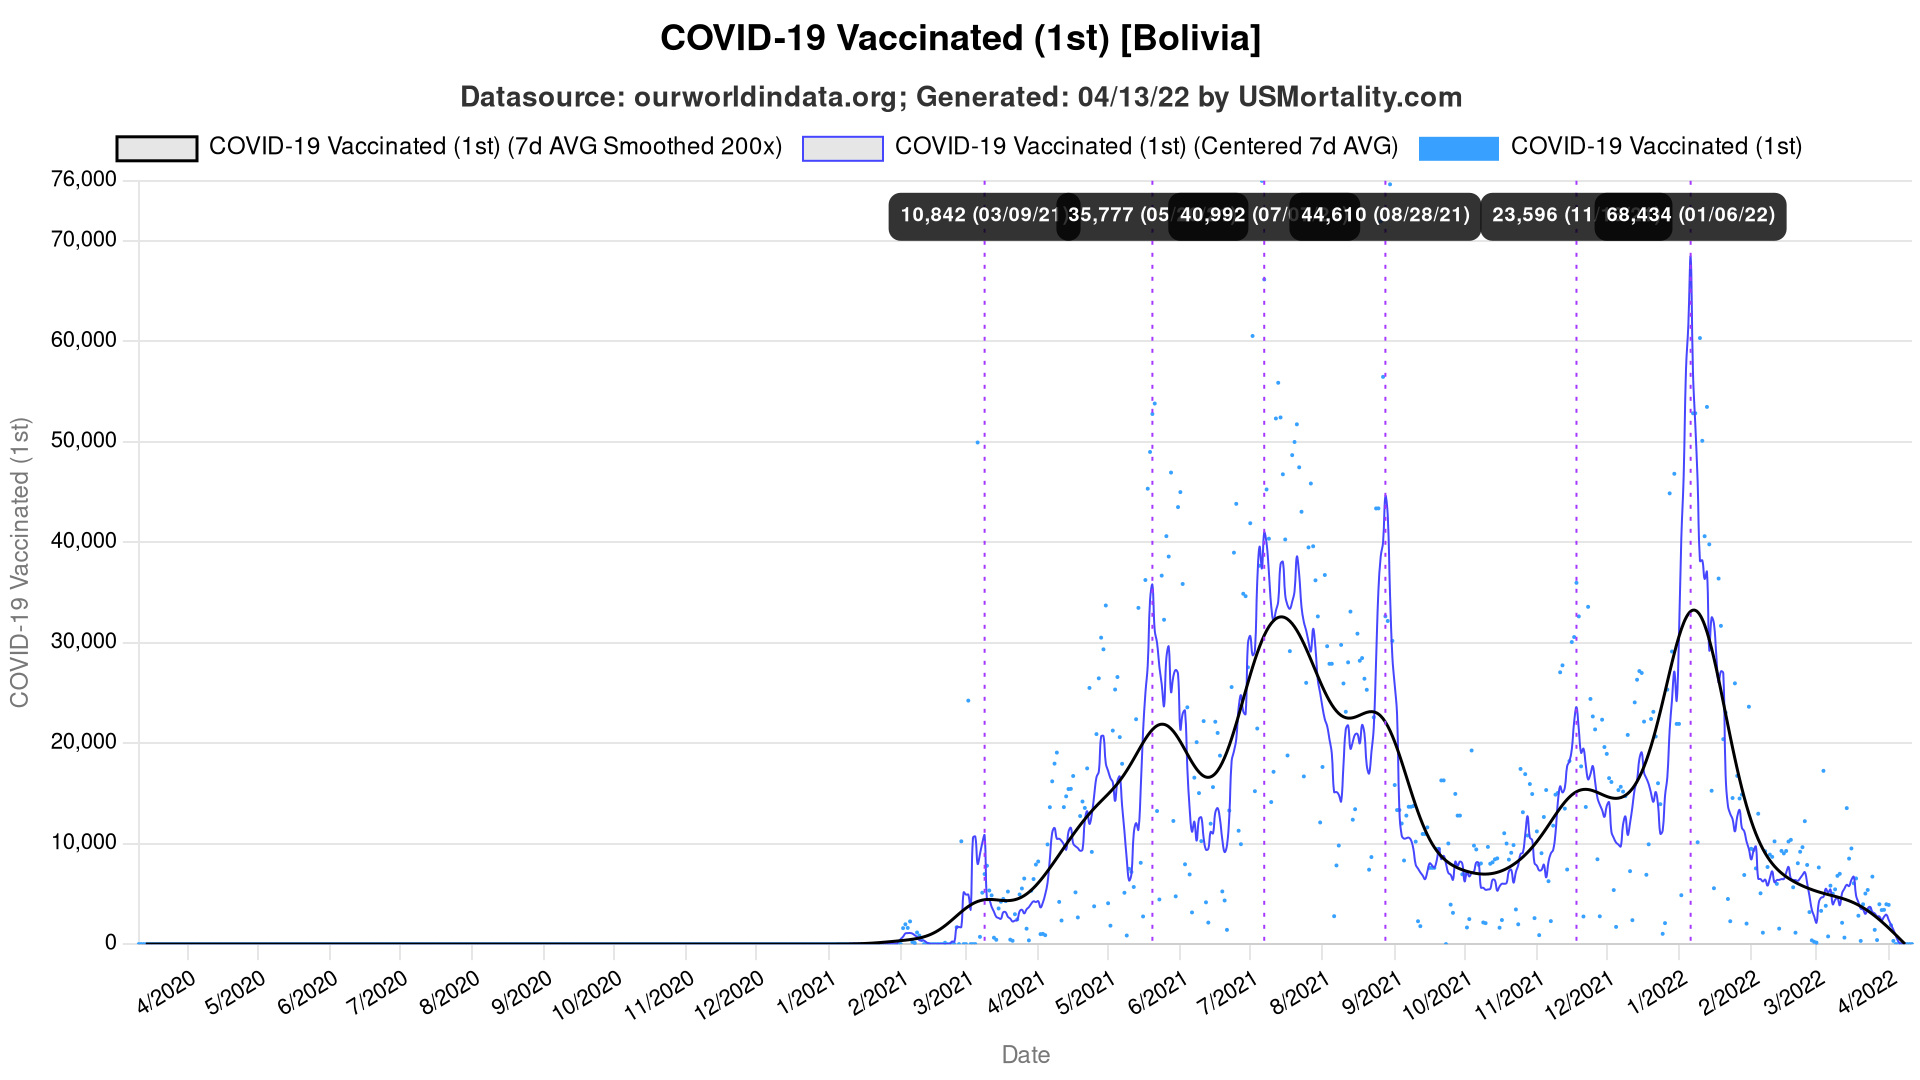 COVID-19 Vaccinated (1st) [Bolivia]
Datasource: ourworldindata.org; Generated: 04/13/22 by USMortality.com
COVID-19 Vaccinated (1st) (7d AVG Smoothed 200x) COVID-19 Vaccinated (1st) (Centered 7d AVG) COVID-19 Vaccinated (1st)
76,000
10,842 (03/09/21) 35,777 (05/ 40,992 (07/ 44,610 (08/28/21) 23,596 (11/ 68,434 (01/06/22)
70,000
60,000
50,000
40,000
30,000
20,000
10,000
0
COVID-19 Vaccinated (1st)
4/2020 5/2020 6/2020 7/2020 8/2020 9/2020 10/2020 11/2020 12/2020 1/2021 2/2021 3/2021 4/2021 5/2021 6/2021 7/2021 8/2021 9/2021 10/2021 11/2021 12/2021 1/2022 2/2022 3/2022 4/2022
Date